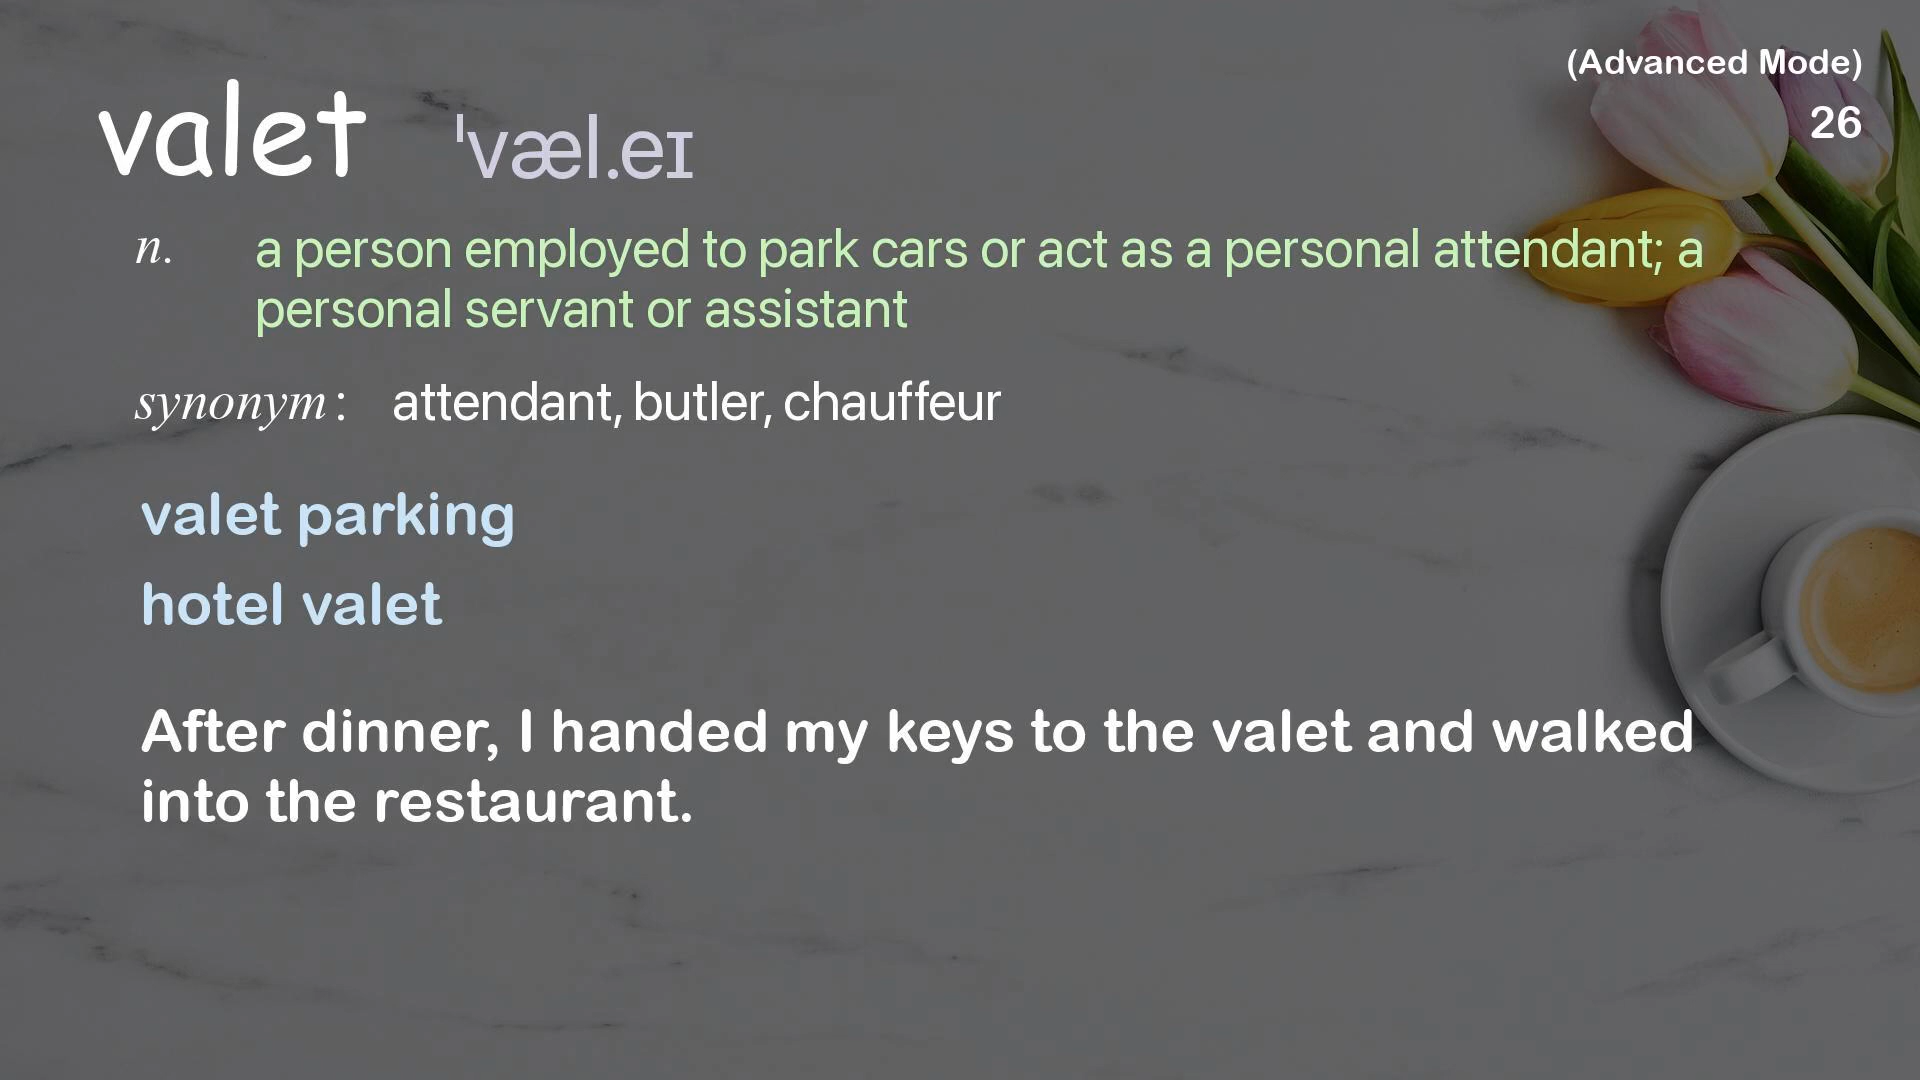 (Advanced Mode)
26
valet ˈvæl.eɪ
n. a person employed to park cars or act as a personal attendant; a
personal servant or assistant
synonym: attendant, butler, chauffeur
valet parking
hotel valet
After dinner, I handed my keys to the valet and walked
into the restaurant.